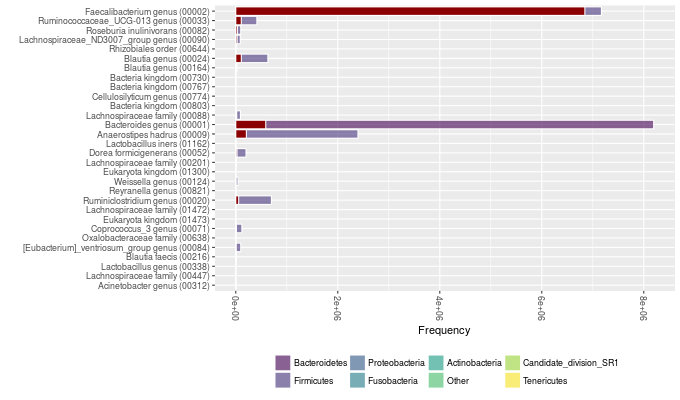 Faecalibacterium genus (00002)
Ruminococcaceae_UCG-013 genus (00033)
Roseburia inulinivorans (00082)
Lachnospiraceae_ND3007_group genus (00090)
Rhizobiales order (00644)
Blautia genus (00024)
Blautia genus (00164)
Bacteria kingdom (00730)
Bacteria kingdom (00767)
Cellulosilyticum genus (00774)
Bacteria kingdom (00803)
Lachnospiraceae family (00088)
Bacteroides genus (00001)
Anaerostipes hadrus (00009)
Lactobacillus iners (01162)
Dorea formicigenerans (00052)
Lachnospiraceae family (00201)
Eukaryota kingdom (01300)
Weissella genus (00124)
Reyranella genus (00821)
Ruminiclostridium genus (00020)
Lachnospiraceae family (01472)
Eukaryota kingdom (01473)
Coprococcus_3 genus (00071)
Oxalobacteraceae family (00638)
[Eubacterium]_ventriosum_group genus (00084)
Blautia faecis (00216)
Lactobacillus genus (00338)
Lachnospiraceae family (00447)
Acinetobacter genus (00312)
0e+00 2e+06 4e+06 6e+06 8e+06
Frequency
Bacteroidetes Proteobacteria Actinobacteria Candidate_division_SR1
Firmicutes Fusobacteria Other Tenericutes